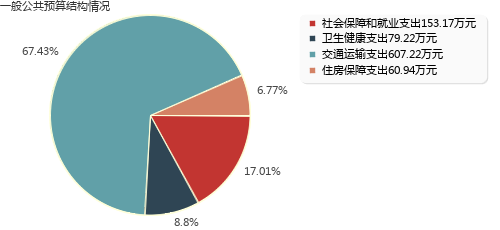 一般公共预算结构情况
社会保障和就业支出153.17万元
卫生健康支出79.22万元
交通运输支出607.22万元
住房保障支出60.94万元
67.43%
6.77%
17.01%
8.8%